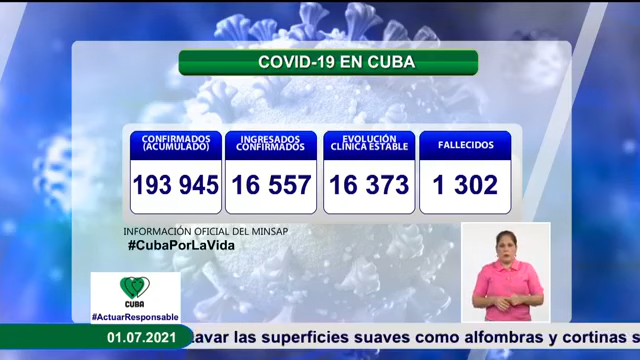 COVID-19 EN CUBA
CONFIRMADOS
(ACUMULADO)
193 945
INGRESADOS
CONFIRMADOS
16 557
EVOLUCIÓN
CLÍNICA ESTABLE
16 373
FALLECIDOS
1 302
INFORMACIÓN OFICIAL DEL MINSAP
#CubaPorLaVida
CUBA
#ActuarResponsable
01.07.2021
las superficies suaves como alfombras y cortinas